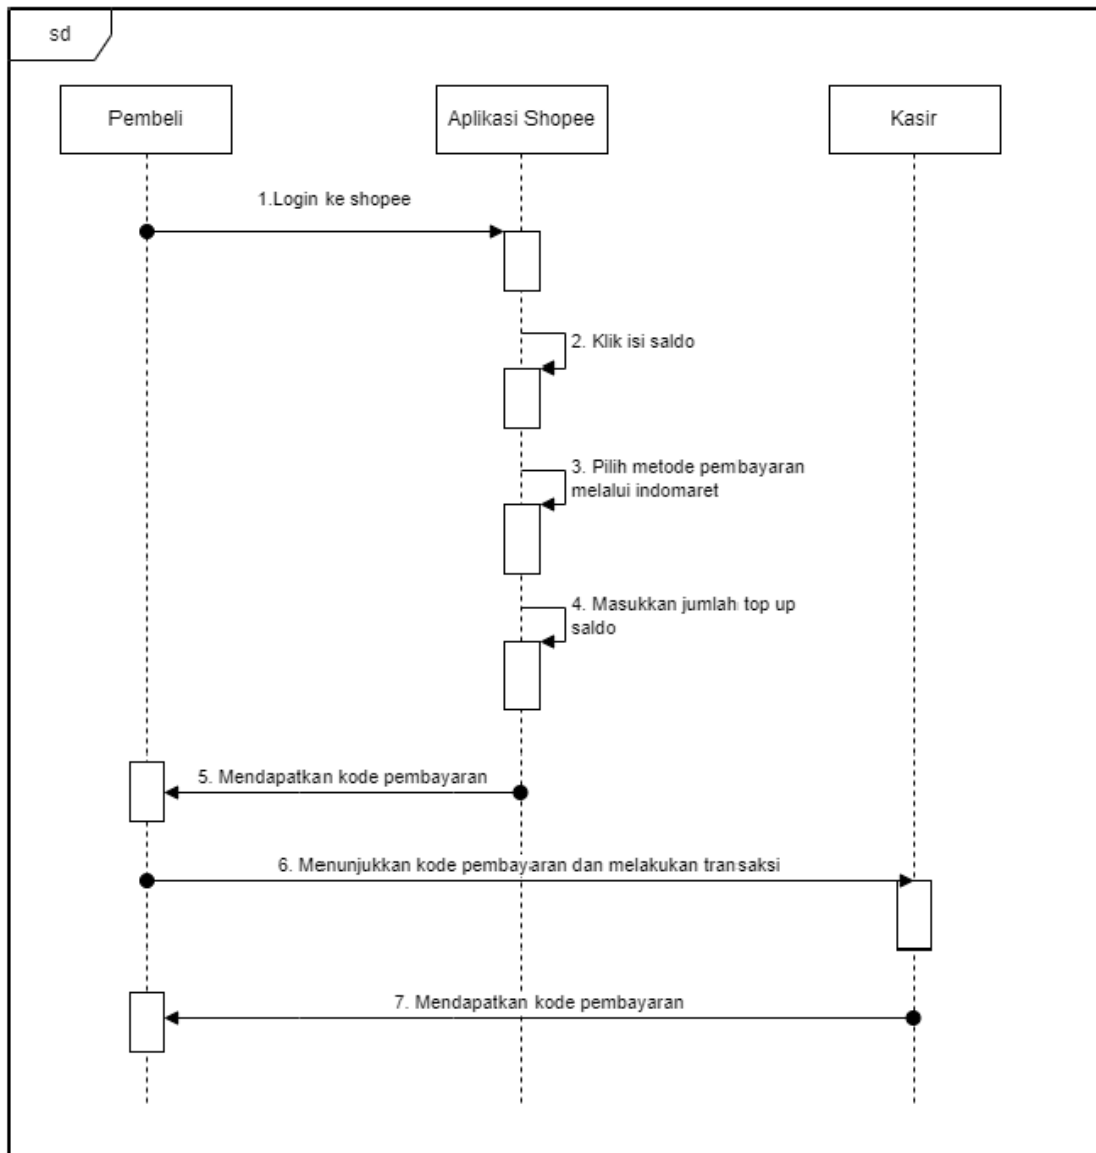 sd
Pembeli
Aplikasi Shopee
Kasir
1.Login ke shopee
2. Klik isi saldo
3. Pilih metode pembayaran
melalui indomaret
4. Masukkan jumlah top up
saldo
5. Mendapatkan kode pembayaran
6. Menunjukkan kode pembayaran dan melakukan transaksi
7. Mendapatkan kode pembayaran